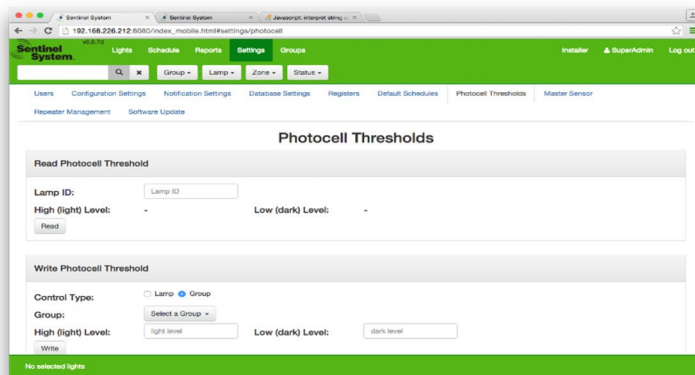 Sentinel System
Sentinel System
Javascript: interpret string
192.168.226.212:8080/index_mobile.html#settings/photocell
Sentinel System.
Lights Schedule Reports Settings Groups
Installer SuperAdmin Log out
Group Lamp Zone Status
Users Configuration Settings Notification Settings Database Settings Registers Default Schedules Photocell Thresholds Master Sensor
Repeater Management Software Update
Photocell Thresholds
Read Photocell Threshold
Lamp ID: Lamp ID
High (light) Level: - Low (dark) Level: -
Read
Write Photocell Threshold
Control Type: Lamp Group
Group: Select a Group
High (light) Level: light level Low (dark) Level: dark level
Write
No selected lights